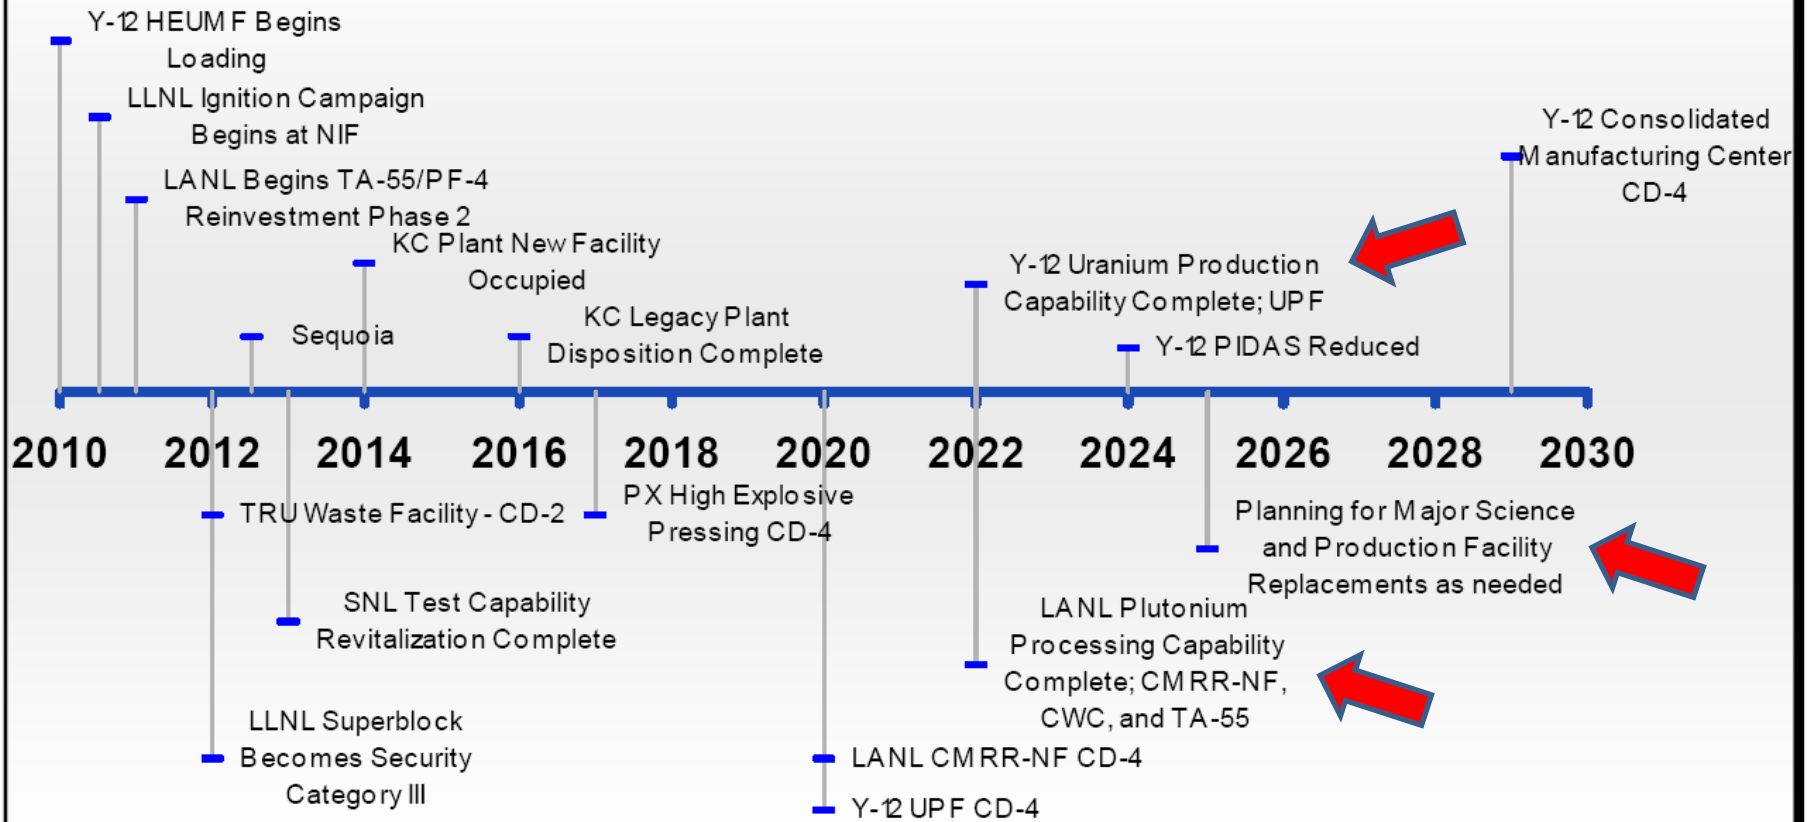 Y-12 HEUMF Begins
Loading
LLNL Ignition Campaign
Begins at NIF
LANL Begins TA-55/PF-4
Reinvestment Phase 2
KC Plant New Facility
Occupied
Sequoia
KC Legacy Plant
Disposition Complete
Y-12 Uranium Production
Capability Complete; UPF
Y-12 PIDAS Reduced
Y-12 Consolidated
Manufacturing Center
CD-4
2010 2012 2014 2016 2018 2020 2022 2024 2026 2028 2030
TRU Waste Facility - CD-2
SNL Test Capability
Revitalization Complete
LLNL Superblock
Becomes Security
Category III
PX High Explosive
Pressing CD-4
Planning for Major Science
and Production Facility
Replacements as needed
LANL Plutonium
Processing Capability
Complete; CMRR-NF,
CWC, and TA-55
LANL CMRR-NF CD-4
Y-12 UPF CD-4